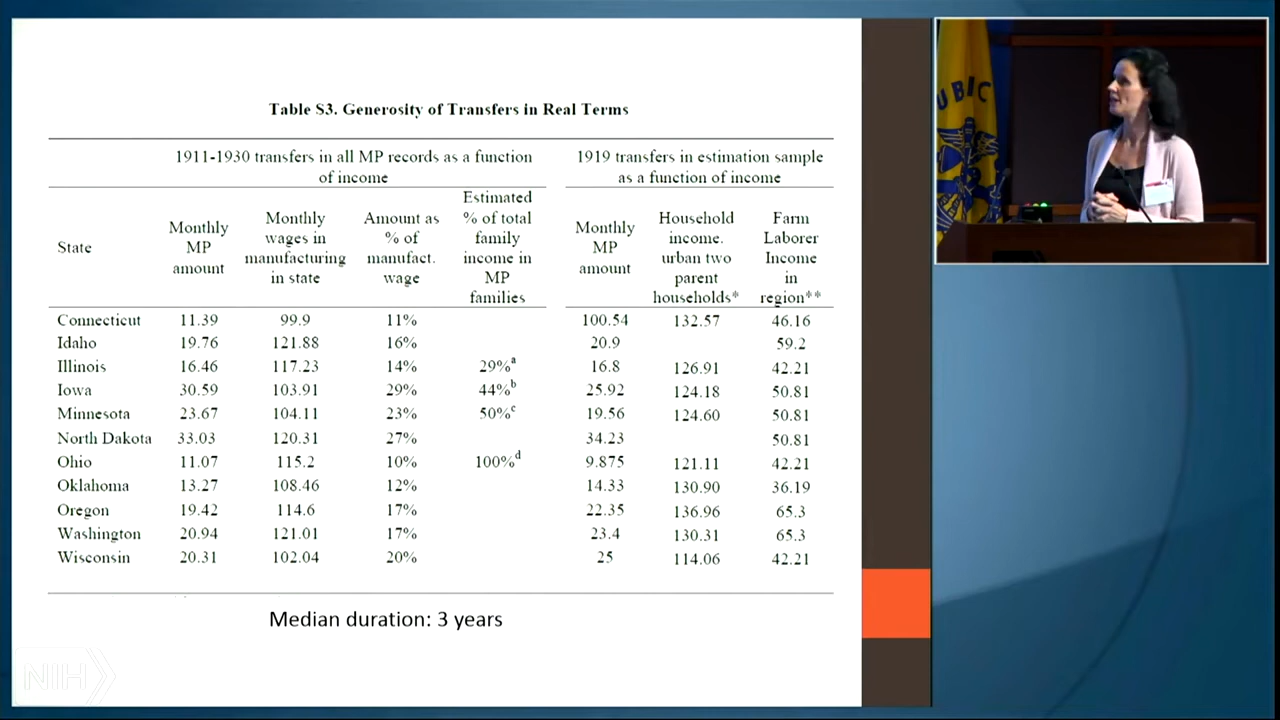 Table S3. Generosity of Transfers in Real Terms
1911-1930 transfers in all MP records as a function of income
1919 transfers in estimation sample as a function of income
State
Monthly MP amount
Monthly wages in manufacturing in state
Amount as % of manufact. wage
Estimated % of total family income in MP families
Monthly MP amount
Household income. urban two parent households*
Farm Laborer Income in region**
Connecticut 11.39 99.9 11% 100.54 132.57 46.16
Idaho 19.76 121.88 16% 20.9 59.2
Illinois 16.46 117.23 14% 29%a 16.8 126.91 42.21
Iowa 30.59 103.91 29% 44%b 25.92 124.18 50.81
Minnesota 23.67 104.11 23% 50%c 19.56 124.60 50.81
North Dakota 33.03 120.31 27% 34.23 50.81
Ohio 11.07 115.2 10% 100%d 9.875 121.11 42.21
Oklahoma 13.27 108.46 12% 14.33 130.90 36.19
Oregon 19.42 114.6 17% 22.35 136.96 65.3
Washington 20.94 121.01 17% 23.4 130.31 65.3
Wisconsin 20.31 102.04 20% 25 114.06 42.21
Median duration: 3 years
NIH
UBLIC